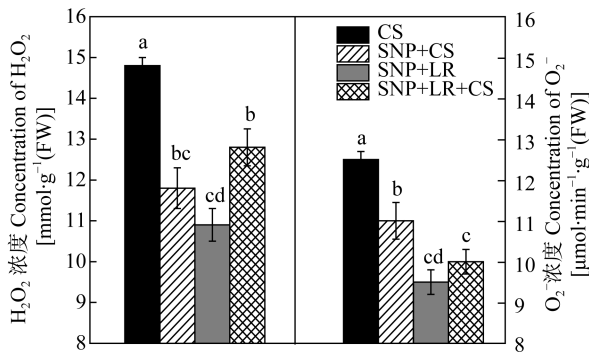 H₂O₂ 浓度 Concentration of H₂O₂
[mmol·g⁻¹(FW)]
16
15
14
13
12
11
10
9
8
a
bc
cd
b
CS
SNP+CS
SNP+LR
SNP+LR+CS
a
b
cd
c
16
15
14
13
12
11
10
9
8
O₂⁻浓度 Concentration of O₂⁻
[μmol·min⁻¹·g⁻¹(FW)]